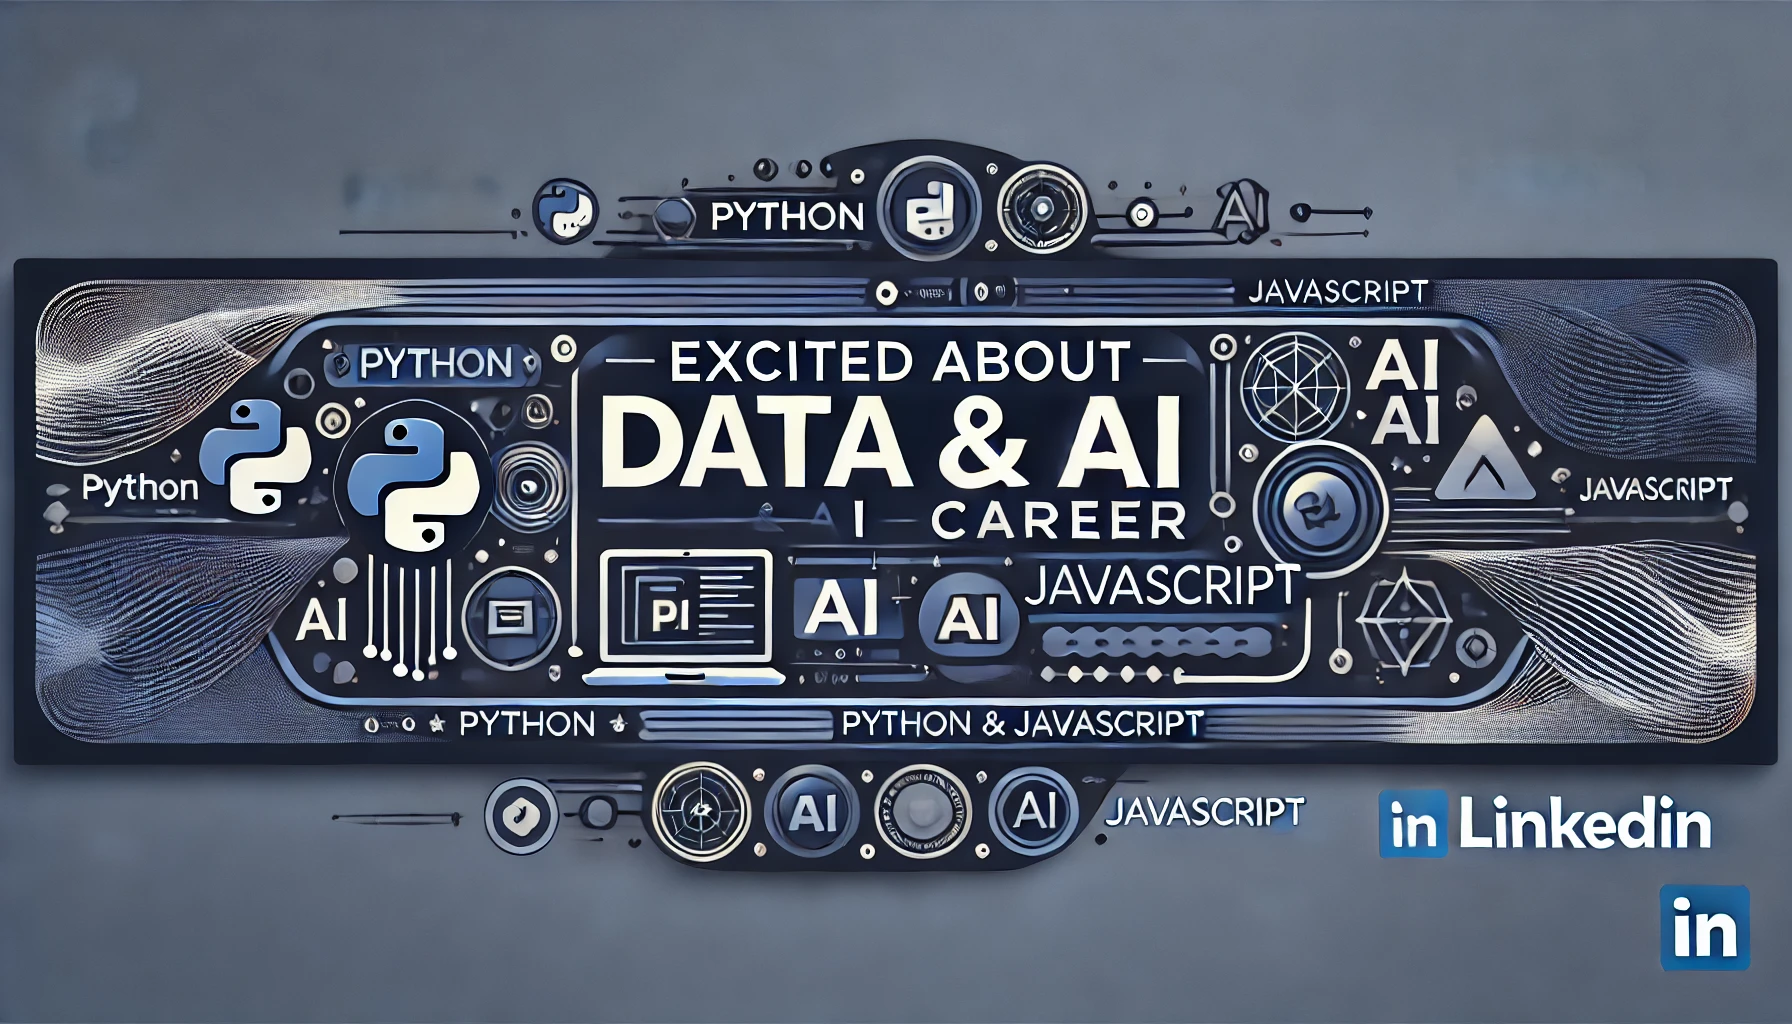 PYTHON
AI
JAVASCRIPT
PYTHON
EXCITED ABOUT
DATA & AI
I CAREER
AI
AI
Python
JAVASCRIPT
AI
P.I
AI
AI
JAVASCRIPT
PYTHON
PYTHON & JAVASCRIPT
AI
AI
JAVASCRIPT
in Linkedin
in